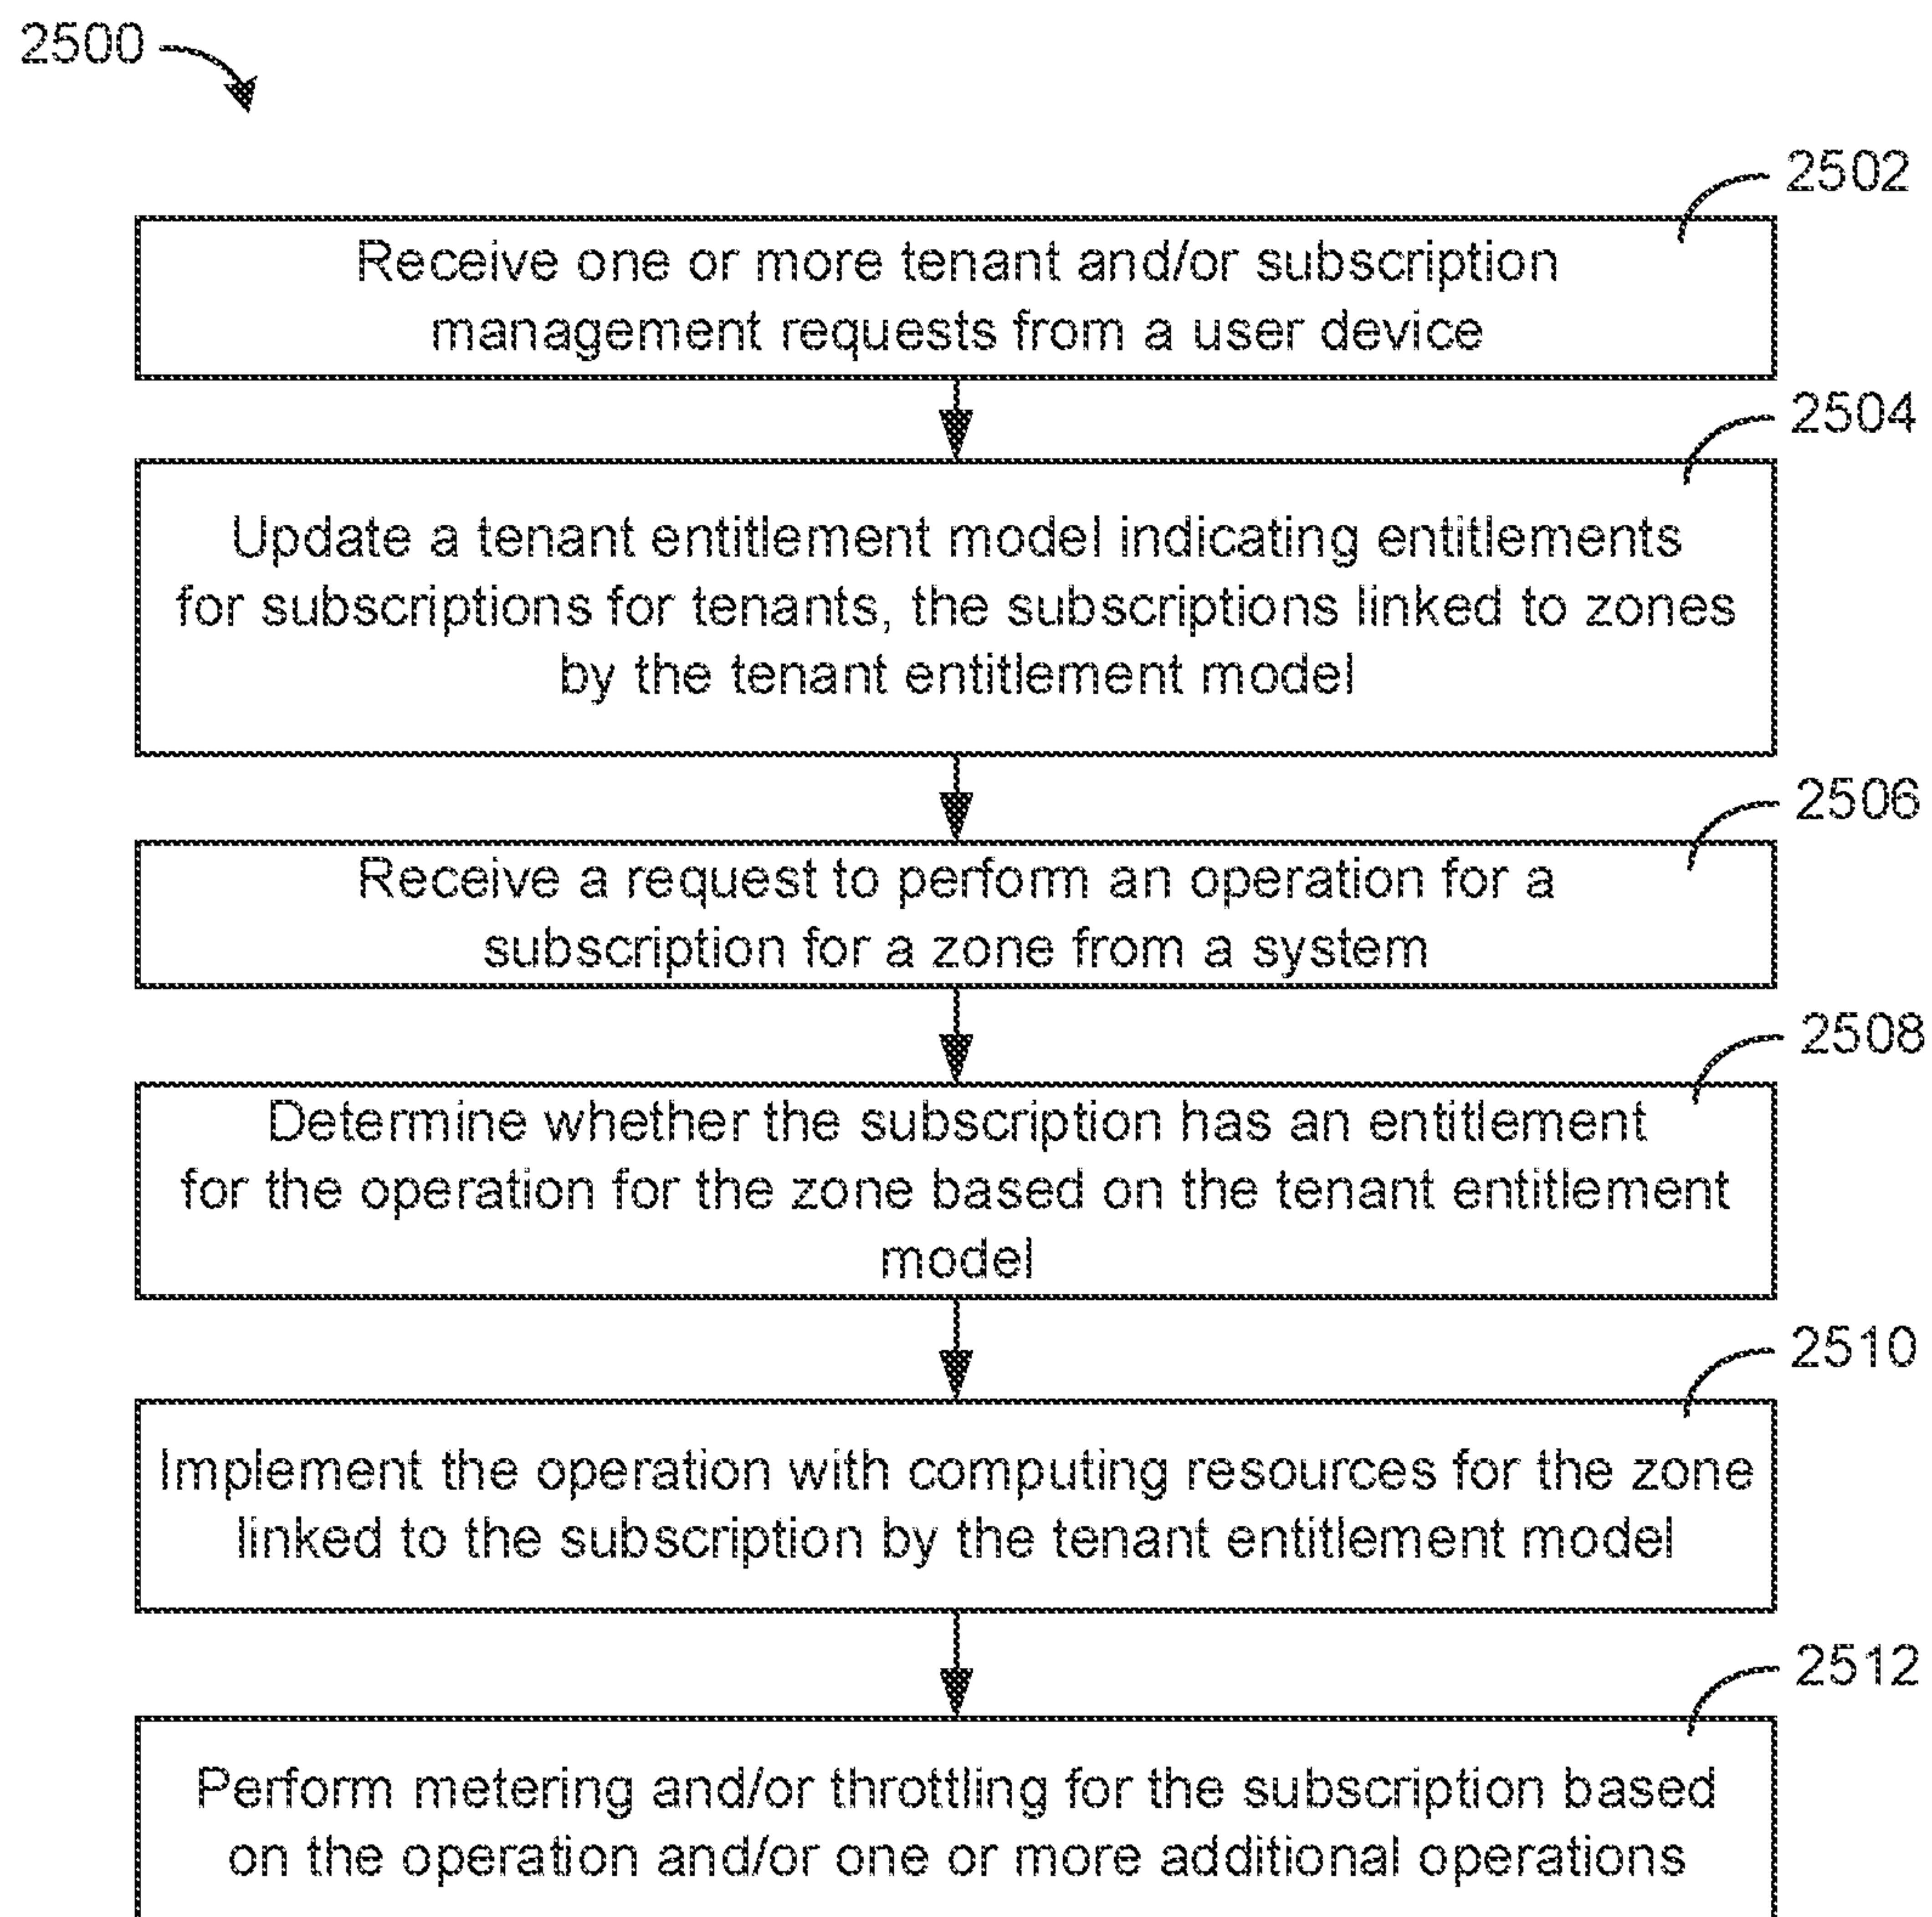 2500
2502
Receive one or more tenant and/or subscription
management requests from a user device
2504
Update a tenant entitlement model indicating entitlements
for subscriptions for tenants, the subscriptions linked to zones
by the tenant entitlement model
2506
Receive a request to perform an operation for a
subscription for a zone from a system
2508
Determine whether the subscription has an entitlement
for the operation for the zone based on the tenant entitlement
model
2510
Implement the operation with computing resources for the zone
linked to the subscription by the tenant entitlement model
2512
Perform metering and/or throttling for the subscription based
on the operation and/or one or more additional operations